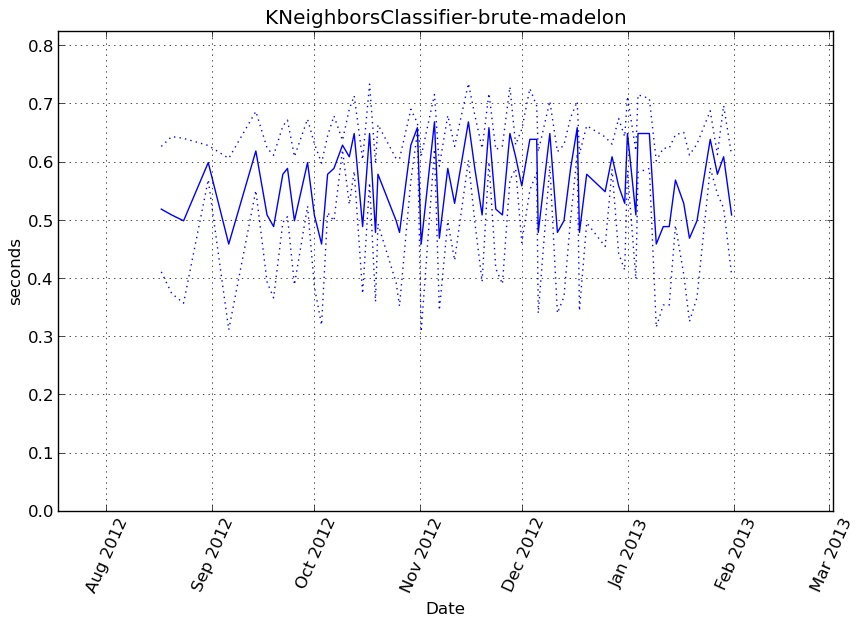 KNeighborsClassifier-brute-madelon
0.8
0.7
0.6
0.5
0.4
0.3
0.2
0.1
0.0
seconds
Aug 2012
Sep 2012
Oct 2012
Nov 2012
Dec 2012
Jan 2013
Feb 2013
Mar 2013
Date